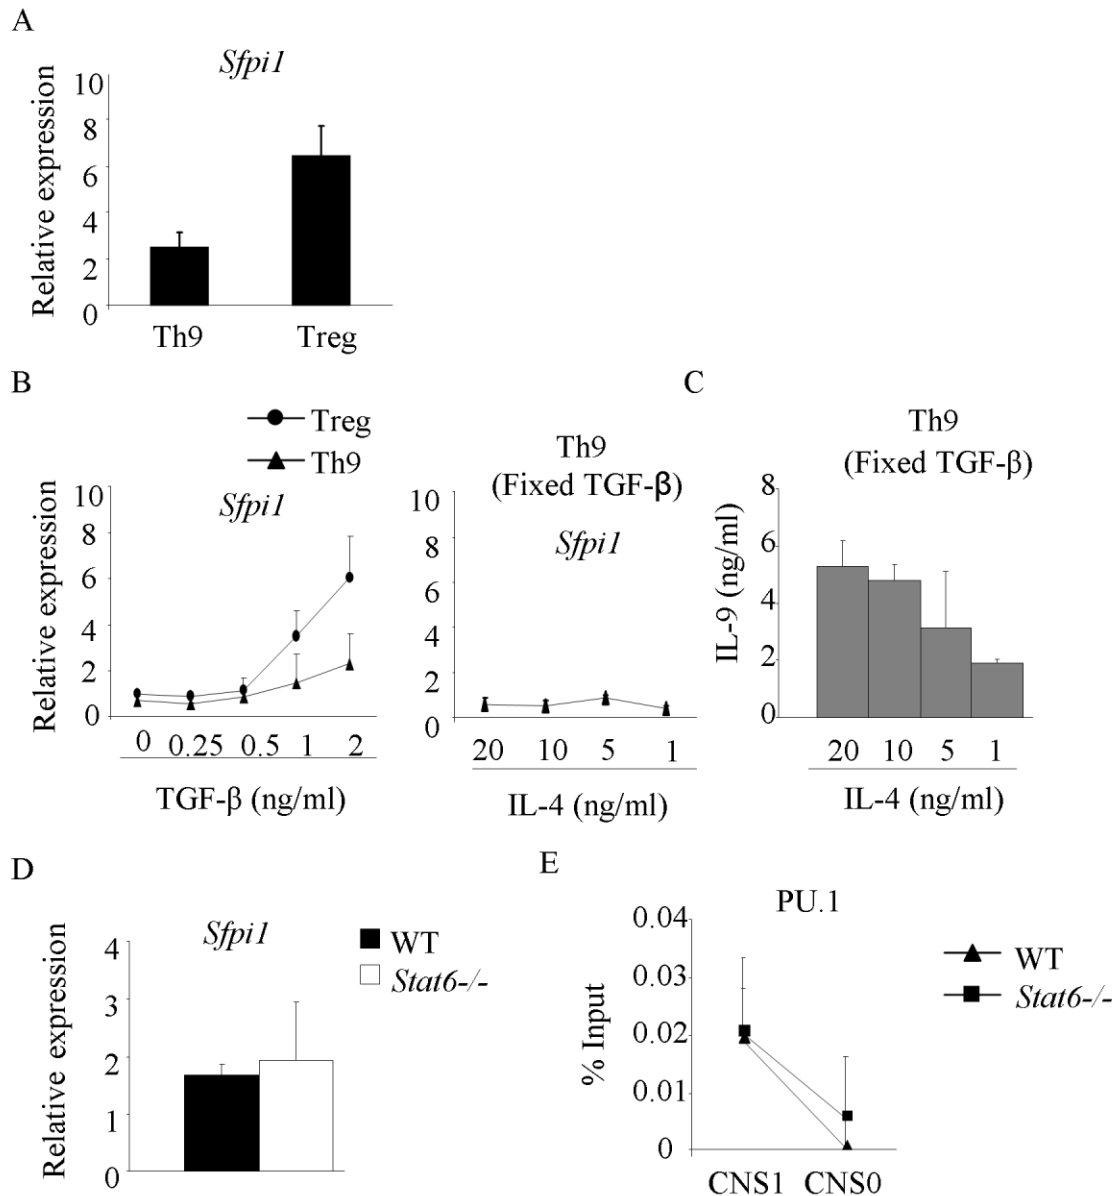 A
Sfpi1
Relative expression
10
8
6
4
2
0
Th9 Treg
B
Treg
Th9
Sfpi1
Relative expression
10
8
6
4
2
0
0 0.25 0.5 1 2
TGF-β (ng/ml)
Th9
(Fixed TGF-β)
Sfpi1
10
8
6
4
2
0
20 10 5 1
IL-4 (ng/ml)
C
Th9
(Fixed TGF-β)
IL-9 (ng/ml)
8
6
4
2
0
20 10 5 1
IL-4 (ng/ml)
D
Sfpi1
WT
Stat6-/-
Relative expression
4
3
2
1
0
E
PU.1
WT
Stat6-/-
% Input
0.04
0.03
0.02
0.01
0
CNS1 CNS0